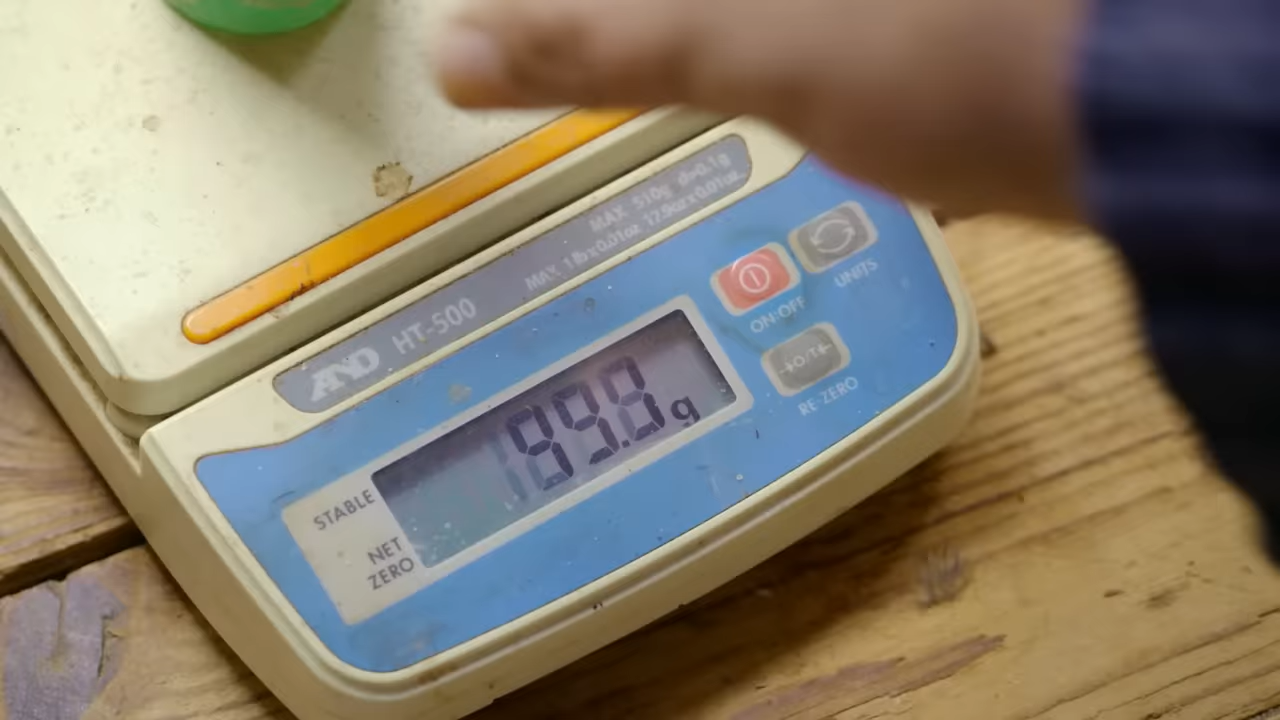 MAX 510g d=0.1g
AND HT-500 MAX 1lb x 0.01oz 17.9oz x 0.01oz
UNITS
ON:OFF
→O/T←
RE-ZERO
g
STABLE
NET
ZERO